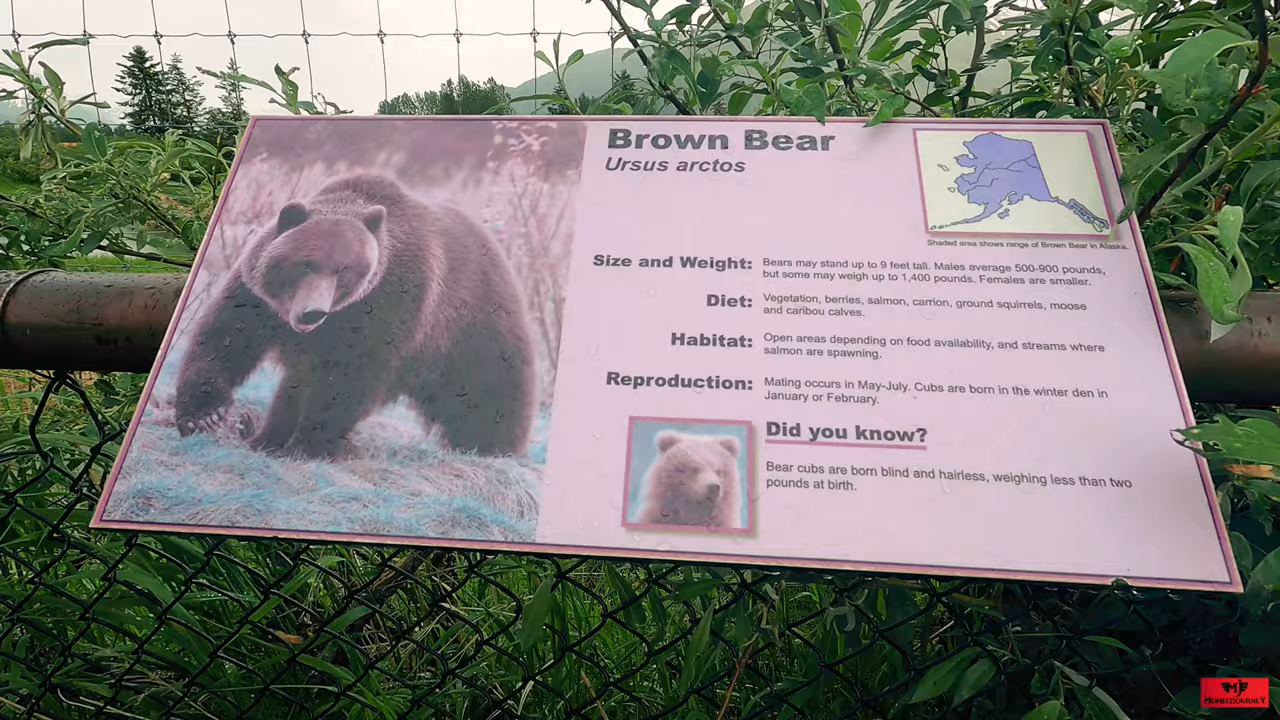 Brown Bear
Ursus arctos
Shaded area shows range of Brown Bear in Alaska.
Size and Weight: Bears may stand up to 9 feet tall. Males average 500-900 pounds,
but some may weigh up to 1,400 pounds. Females are smaller.
Diet: Vegetation, berries, salmon, carrion, ground squirrels, moose
and caribou calves.
Habitat: Open areas depending on food availability, and streams where
salmon are spawning.
Reproduction: Mating occurs in May-July. Cubs are born in the winter den in
January or February.
Did you know?
Bear cubs are born blind and hairless, weighing less than two
pounds at birth.
MJ
MOMITZJOURNEY